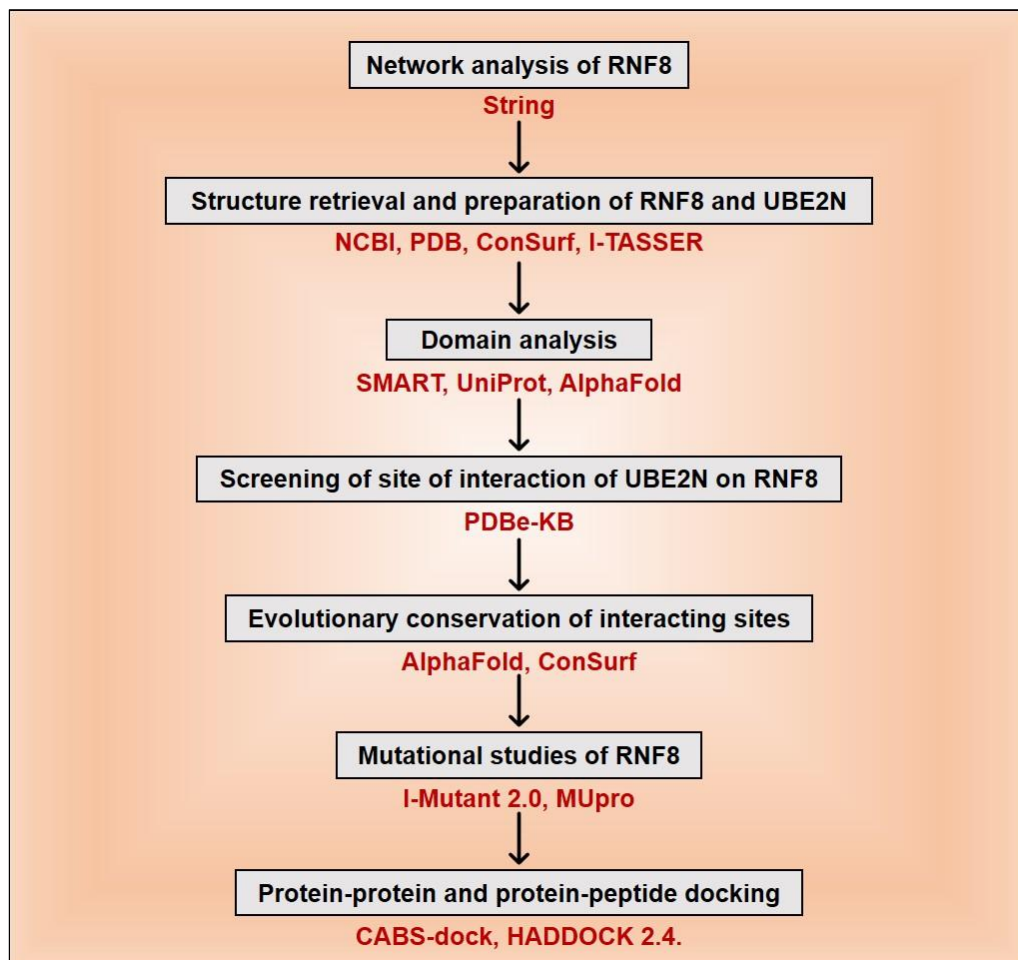 Network analysis of RNF8
String
Structure retrieval and preparation of RNF8 and UBE2N
NCBI, PDB, ConSurf, I-TASSER
Domain analysis
SMART, UniProt, AlphaFold
Screening of site of interaction of UBE2N on RNF8
PDBe-KB
Evolutionary conservation of interacting sites
AlphaFold, ConSurf
Mutational studies of RNF8
I-Mutant 2.0, MUpro
Protein-protein and protein-peptide docking
CABS-dock, HADDOCK 2.4.